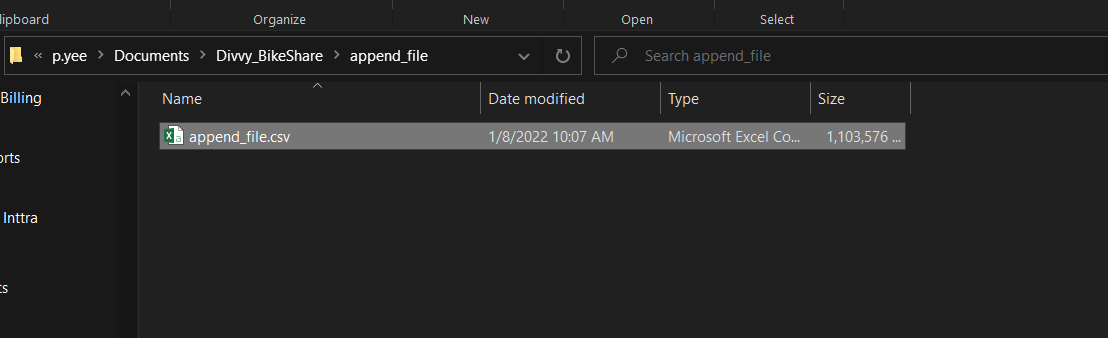 lipboard Organize New Open Select
« p.yee > Documents > Divvy_BikeShare > append_file Search append_file
Billing Name Date modified Type Size
append_file.csv 1/8/2022 10:07 AM Microsoft Excel Co... 1,103,576 ...
orts
Inttra
ts